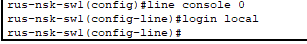 rus-nsk-sw1(config)#line console 0
rus-nsk-sw1(config-line)#login local
rus-nsk-sw1(config-line)#